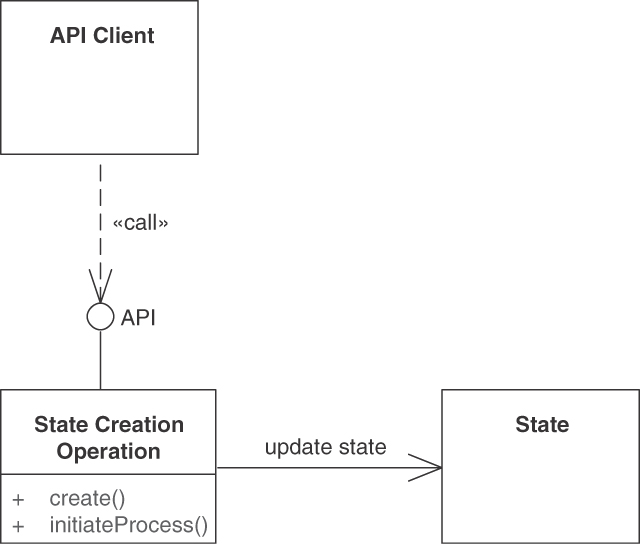 API Client
«call»
API
State Creation
Operation
+ create()
+ initiateProcess()
update state
State